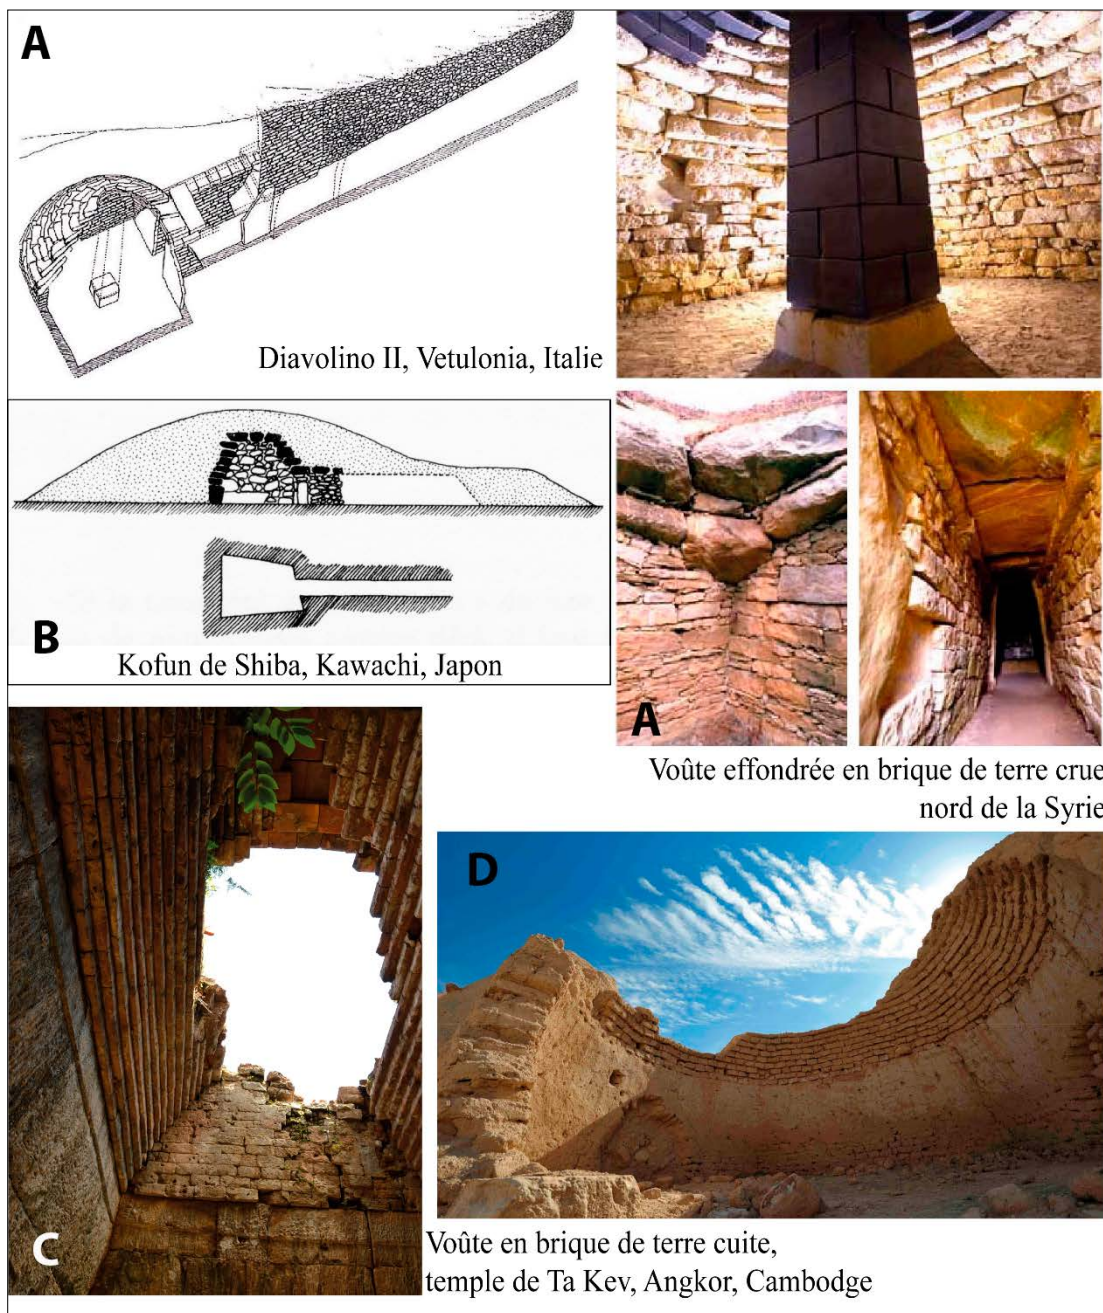 A
Diavolino II, Vetulonia, Italie
B
Kofun de Shiba, Kawachi, Japon
A
Voûte effondrée en brique de terre crue
nord de la Syrie
D
C
Voûte en brique de terre cuite,
temple de Ta Kev, Angkor, Cambodge